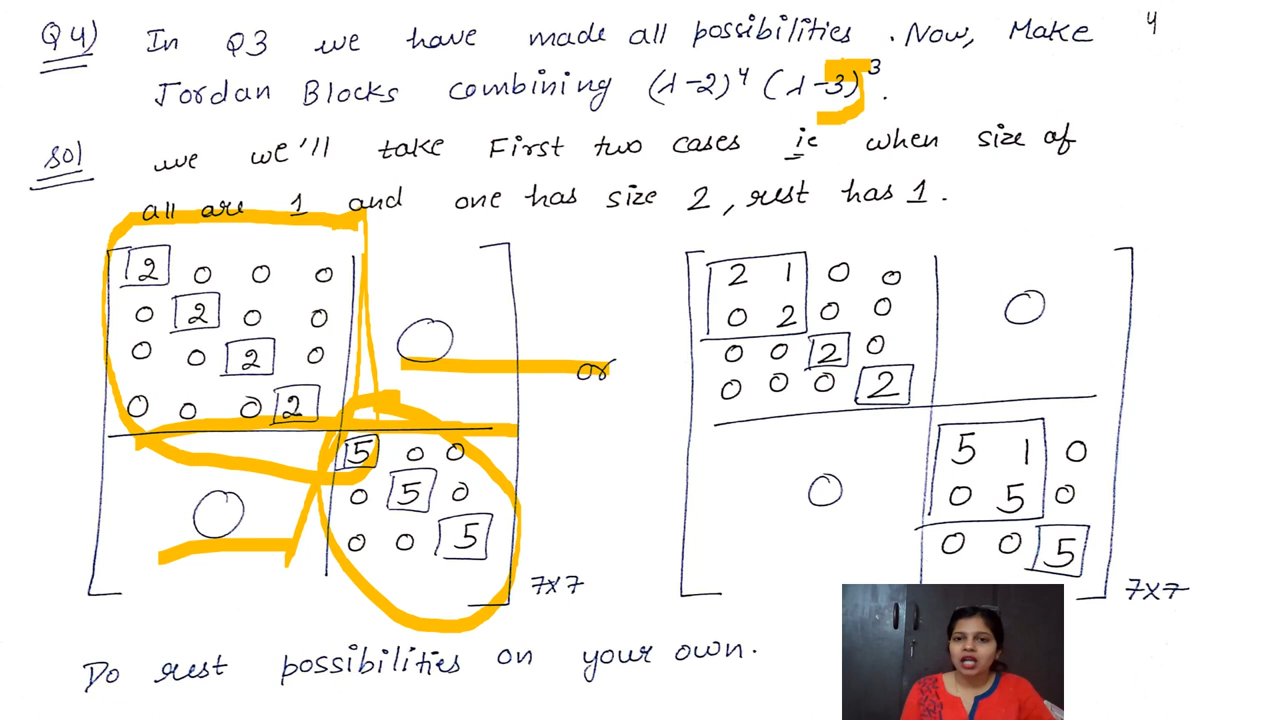 Q4) In Q3 we have made all possibilities. Now, Make 4
Jordan Blocks combining (λ-2)⁴ (λ-3)³.
Sol we we'll take First two cases ie when size of
all are 1 and one has size 2, rest has 1.
2 0 0 0
0 2 0 0
0 0 2 0
0 0 0 2
0
0
5 0 0
0 5 0
0 0 5
7x7
or
2 1 0 0
0 2 0 0
0 0 2 0
0 0 0 2
0
0
5 1 0
0 5 0
0 0 5
7x7
Do rest possibilities on your own.